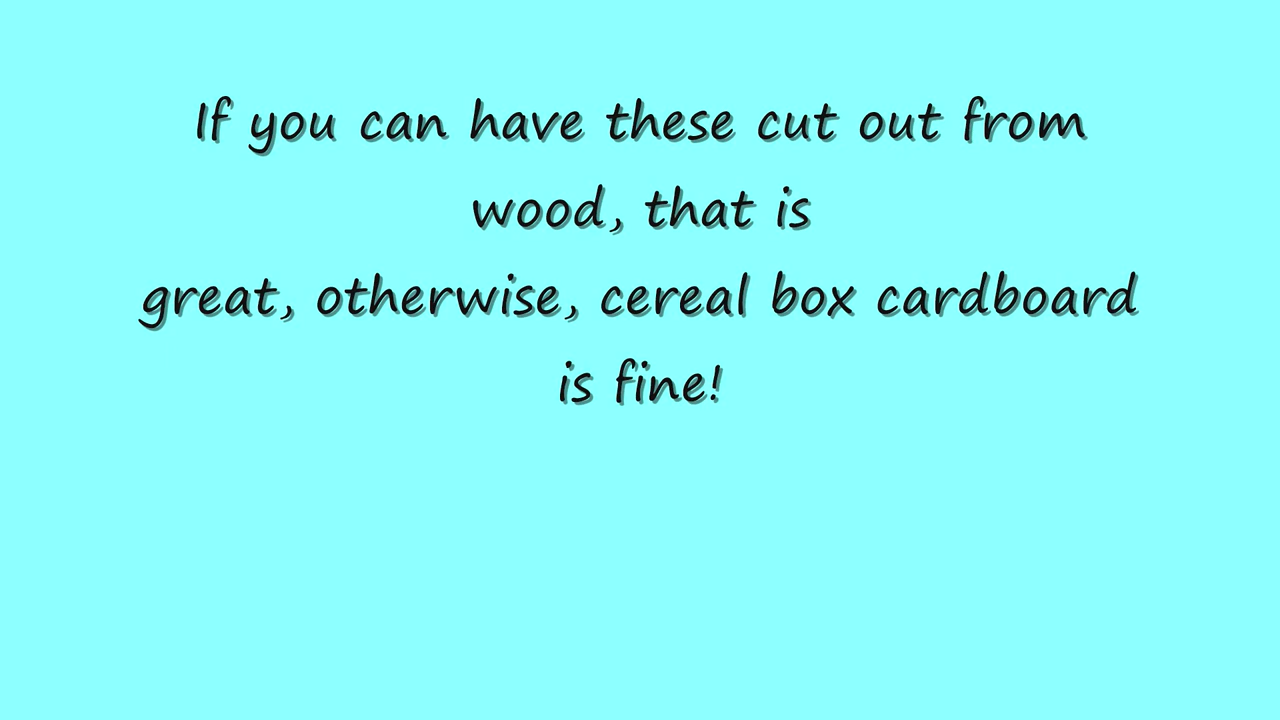 If you can have these cut out from
wood, that is
great, otherwise, cereal box cardboard
is fine!